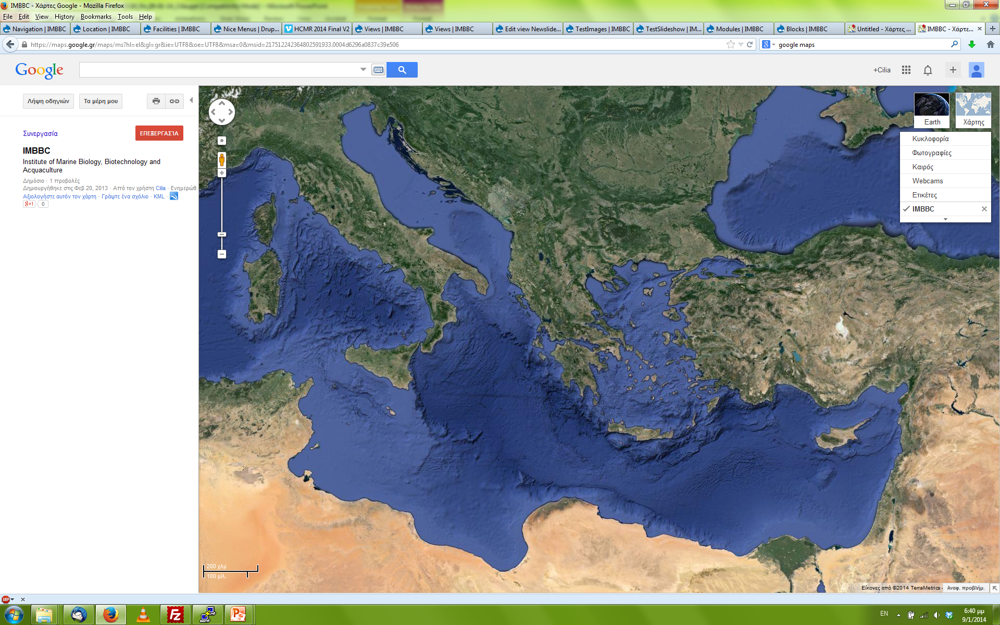 IMBBC - Χάρτες Google - Mozilla Firefox
File Edit View History Bookmarks Tools Help
Navigation | IMBBC
Location | IMBBC
Facilities | IMBBC
Nice Menus | Drup...
HCMR 2014 Final V2
Views | IMBBC
Views | IMBBC
Edit view Newslide...
TestImages | IMBBC
TestSlideshow | IM...
Modules | IMBBC
Blocks | IMBBC
Untitled - Χάρτες ...
IMBBC - Χάρτε...
https://maps.google.gr/maps/ms?hl=el&gl=gr&ie=UTF8&oe=UTF8&msa=0&msid=217512242364802591933.0004d6296a0837c39e506
google maps
Google
+Cilia
Λήψη οδηγιών
Τα μέρη μου
Συνεργασία
ΕΠΕΞΕΡΓΑΣΊΑ
IMBBC
Institute of Marine Biology, Biotechnology and
Acquaculture
Δημόσιο · 1 προβολές
Δημιουργήθηκε στις Φεβ 20, 2013 · Από τον χρήστη Cilia · Ενημερώθ
Αξιολογήστε αυτόν τον χάρτη · Γράψτε ένα σχόλιο · KML ·
g+1 0
Earth
Χάρτης
Κυκλοφορία
Φωτογραφίες
Καιρός
Webcams
Ετικέτες
IMBBC
200 χλμ
100 μίλ.
Είκονες από ©2014 TerraMetrics -
Αναφ. προβλήμ.
ABP
EN
6:40 μμ
9/1/2014